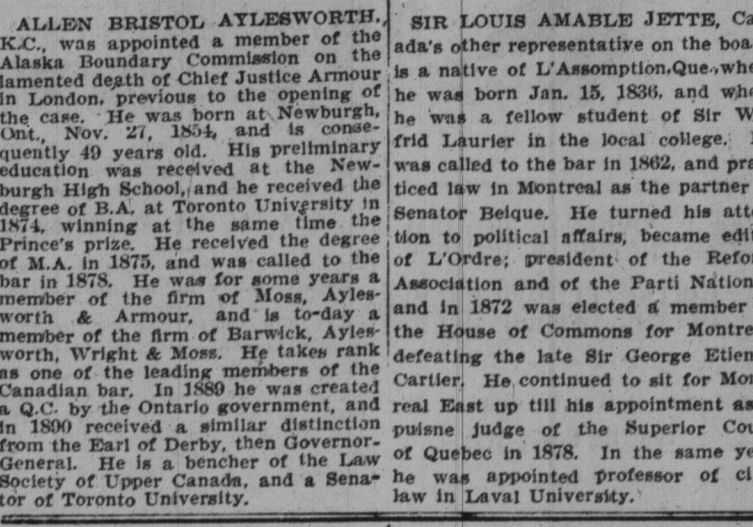 ALLEN BRISTOL AYLESWORTH,
K.C., was appointed a member of the
Alaska Boundary Commission on the
lamented death of Chief Justice Armour
in London, previous to the opening of
the case. He was born at Newburgh,
Ont., Nov. 27, 1854, and is conse-
quently 49 years old. His preliminary
education was received at the New-
burgh High School, and he received the
degree of B.A. at Toronto University in
1874, winning at the same time the
Prince's prize. He received the degree
of M.A. in 1875, and was called to the
bar in 1878. He was for some years a
member of the firm of Moss, Ayles-
worth & Armour, and is to-day a
member of the firm of Barwick, Ayles-
worth, Wright & Moss. He takes rank
as one of the leading members of the
Canadian bar. In 1889 he was created
a Q.C. by the Ontario government, and
in 1890 received a similar distinction
from the Earl of Derby, then Governor-
General. He is a bencher of the Law
Society of Upper Canada, and a Sena-
tor of Toronto University.
SIR LOUIS AMABLE JETTE, Ca
ada's other representative on the boa
is a native of L'Assomption, Que., whe
he was born Jan. 15, 1836, and whe
he was a fellow student of Sir W
frid Laurier in the local college.
was called to the bar in 1862, and pra
ticed law in Montreal as the partner
Senator Beique. He turned his atte
tion to political affairs, became edit
of L'Ordre; president of the Refo
Association and of the Parti Nation
and in 1872 was elected a member
the House of Commons for Montre
defeating the late Sir George Etien
Cartier. He continued to sit for Mon
real East up till his appointment as
puisne judge of the Superior Cou
of Quebec in 1878. In the same ye
he was appointed professor of ci
law in Laval University.